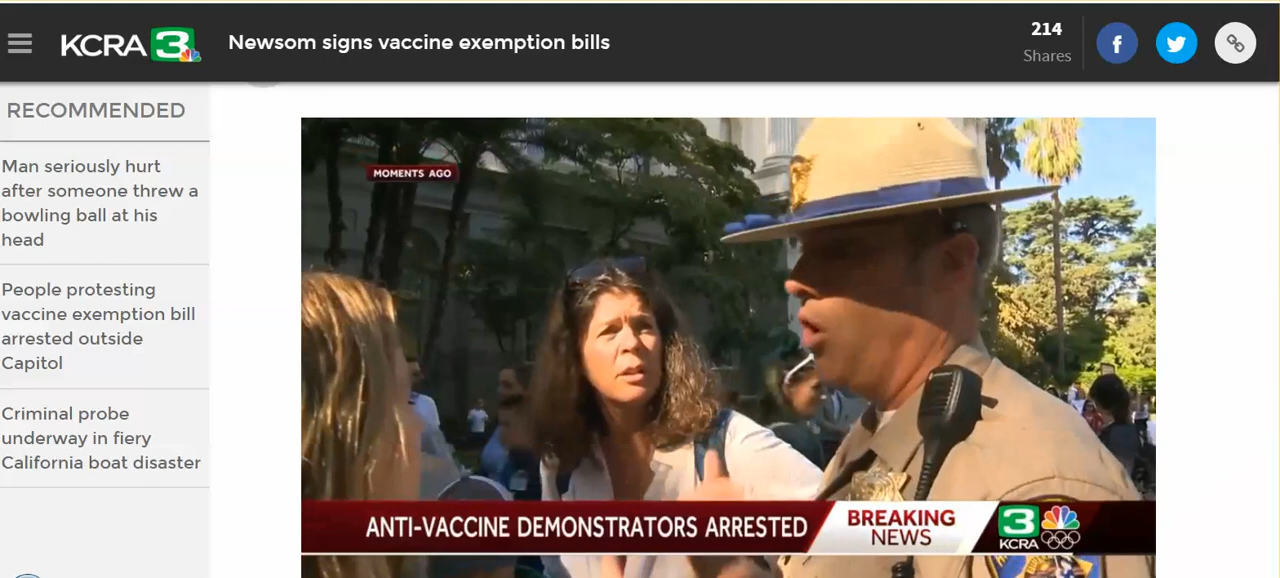 KCRA 3
Newsom signs vaccine exemption bills
214
Shares
RECOMMENDED
Man seriously hurt
after someone threw a
bowling ball at his
head
People protesting
vaccine exemption bill
arrested outside
Capitol
Criminal probe
underway in fiery
California boat disaster
MOMENTS AGO
ANTI-VACCINE DEMONSTRATORS ARRESTED
BREAKING
NEWS
3
KCRA